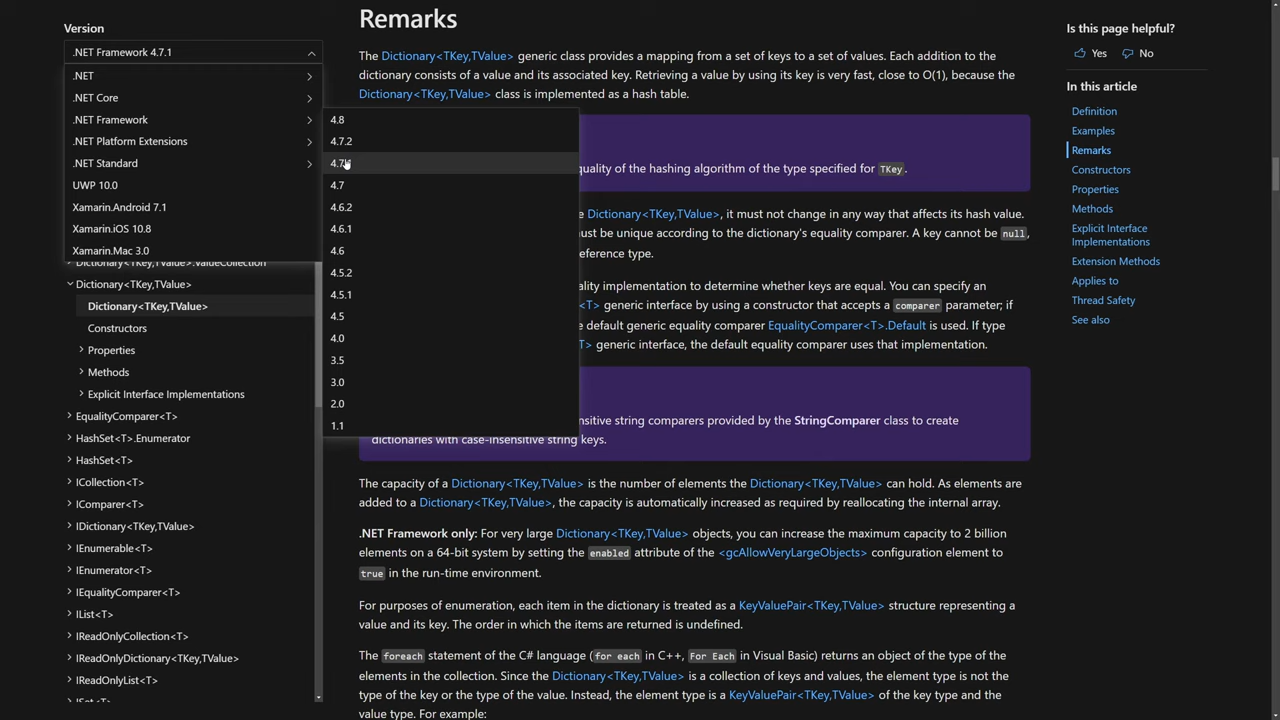 Version
.NET Framework 4.7.1
.NET
.NET Core
.NET Framework
.NET Platform Extensions
.NET Standard
UWP 10.0
Xamarin.Android 7.1
Xamarin.iOS 10.8
Xamarin.Mac 3.0
4.8
4.7.2
4.7
4.6.2
4.6.1
4.6
4.5.2
4.5.1
4.5
4.0
3.5
3.0
2.0
1.1
Dictionary<TKey,TValue>.ValueCollection
Dictionary<TKey,TValue>
Dictionary<TKey,TValue>
Constructors
Properties
Methods
Explicit Interface Implementations
EqualityComparer<T>
HashSet<T>.Enumerator
HashSet<T>
ICollection<T>
IComparer<T>
IDictionary<TKey,TValue>
IEnumerable<T>
IEnumerator<T>
IEqualityComparer<T>
IList<T>
IReadOnlyCollection<T>
IReadOnlyDictionary<TKey,TValue>
IReadOnlyList<T>
ISet<T>
Remarks
The Dictionary<TKey,TValue> generic class provides a mapping from a set of keys to a set of values. Each addition to the
dictionary consists of a value and its associated key. Retrieving a value by using its key is very fast, close to O(1), because the
Dictionary<TKey,TValue> class is implemented as a hash table.
quality of the hashing algorithm of the type specified for TKey.
Dictionary<TKey,TValue>, it must not change in any way that affects its hash value.
must be unique according to the dictionary's equality comparer. A key cannot be null,
eference type.
ality implementation to determine whether keys are equal. You can specify an
<T> generic interface by using a constructor that accepts a comparer parameter; if
e default generic equality comparer EqualityComparer<T>.Default is used. If type
T> generic interface, the default equality comparer uses that implementation.
nsitive string comparers provided by the StringComparer class to create
dictionaries with case-insensitive string keys.
The capacity of a Dictionary<TKey,TValue> is the number of elements the Dictionary<TKey,TValue> can hold. As elements are
added to a Dictionary<TKey,TValue>, the capacity is automatically increased as required by reallocating the internal array.
.NET Framework only: For very large Dictionary<TKey,TValue> objects, you can increase the maximum capacity to 2 billion
elements on a 64-bit system by setting the enabled attribute of the <gcAllowVeryLargeObjects> configuration element to
true in the run-time environment.
For purposes of enumeration, each item in the dictionary is treated as a KeyValuePair<TKey,TValue> structure representing a
value and its key. The order in which the items are returned is undefined.
The foreach statement of the C# language (for each in C++, For Each in Visual Basic) returns an object of the type of the
elements in the collection. Since the Dictionary<TKey,TValue> is a collection of keys and values, the element type is not the
type of the key or the type of the value. Instead, the element type is a KeyValuePair<TKey,TValue> of the key type and the
value type. For example:
Is this page helpful?
Yes No
In this article
Definition
Examples
Remarks
Constructors
Properties
Methods
Explicit Interface
Implementations
Extension Methods
Applies to
Thread Safety
See also